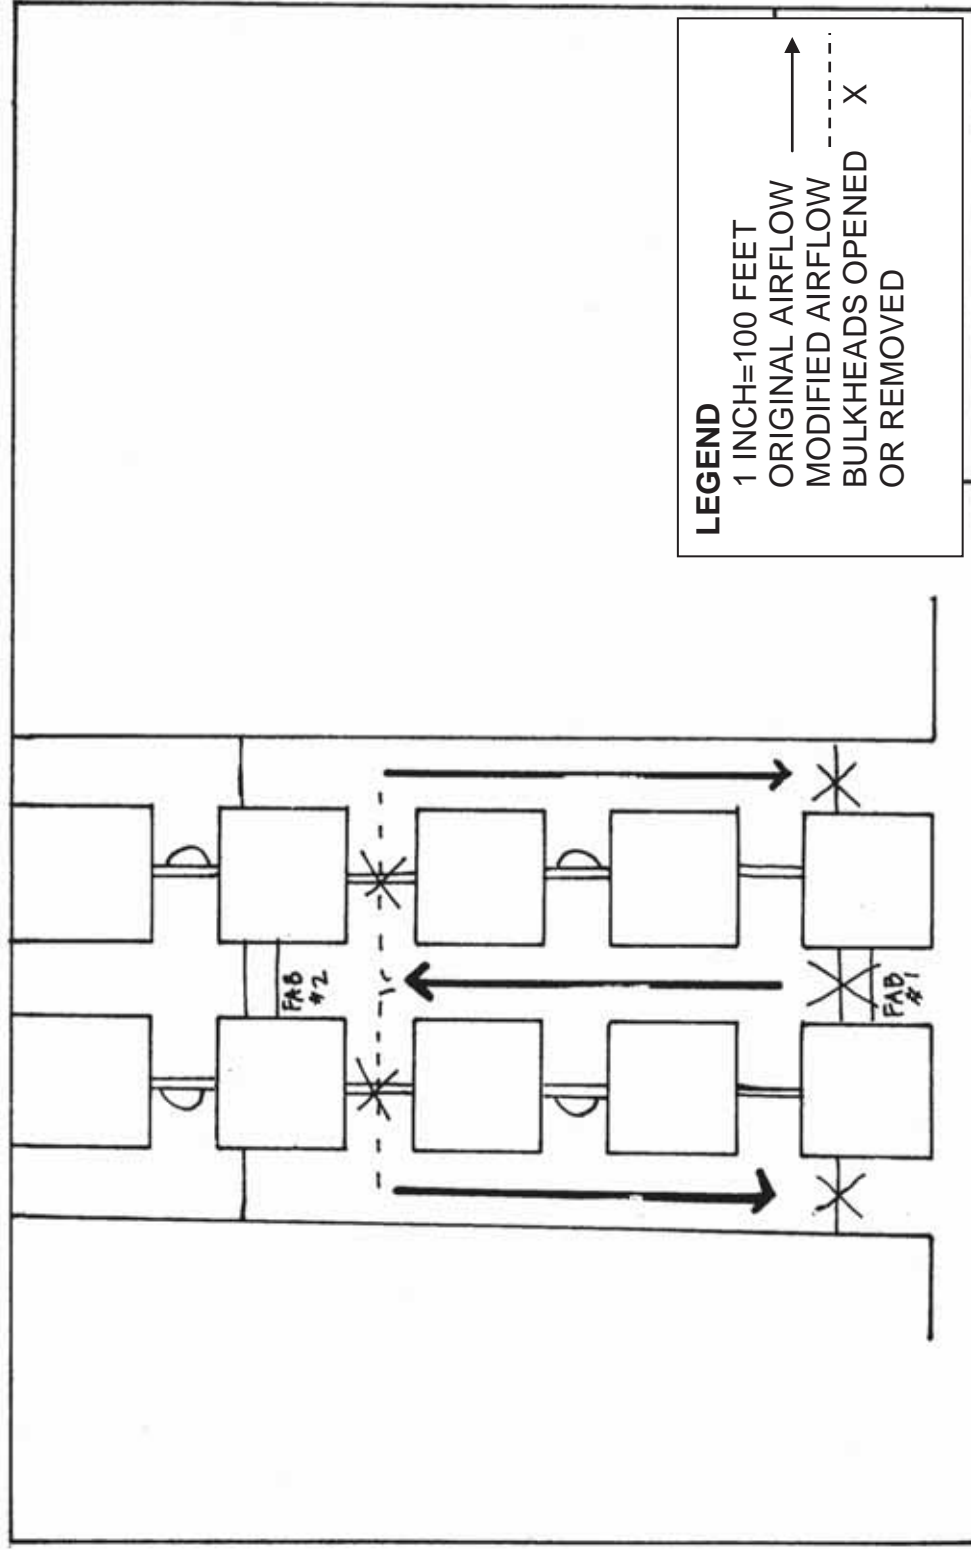 FAB
#2
FAB
#1
LEGEND
1 INCH=100 FEET
ORIGINAL AIRFLOW
MODIFIED AIRFLOW
BULKHEADS OPENED X
OR REMOVED